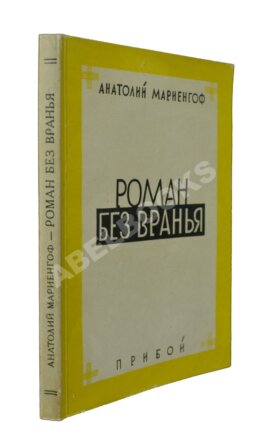 АНАТОЛИЙ МАРИЕНГОФ
РОМАН
БЕЗ ВРАНЬЯ
ПРИБОЙ
АНАТОЛИЙ МАРИЕНГОФ — РОМАН БЕЗ ВРАНЬЯ